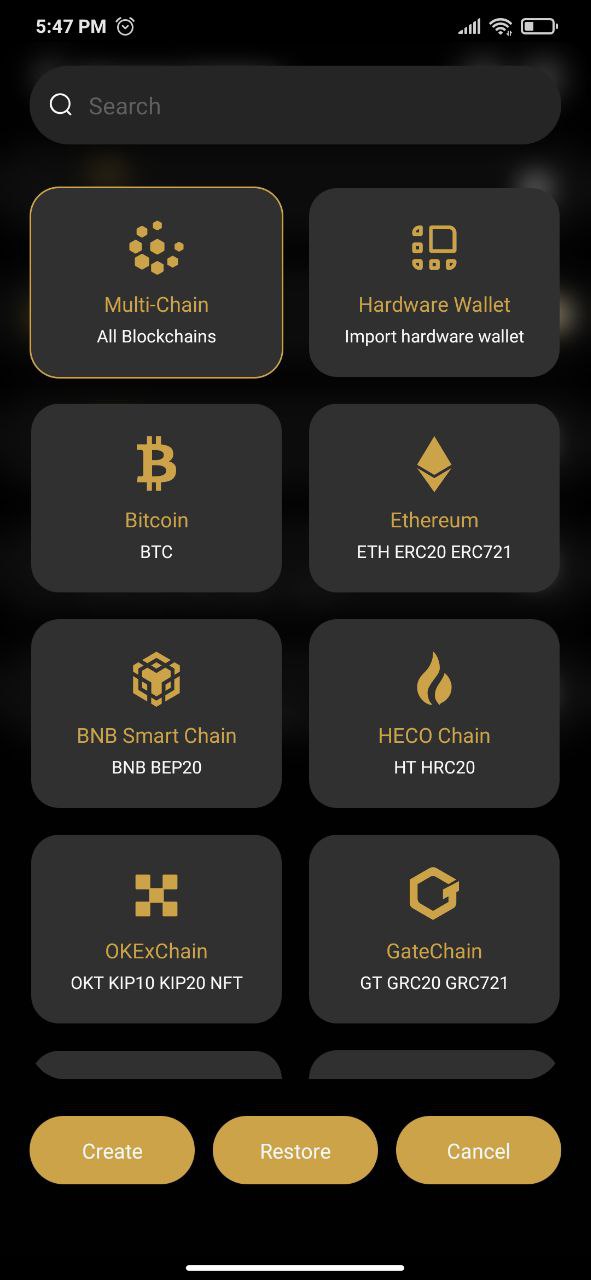 5:47 PM
Search
Multi-Chain
All Blockchains
Hardware Wallet
Import hardware wallet
Bitcoin
BTC
Ethereum
ETH ERC20 ERC721
BNB Smart Chain
BNB BEP20
HECO Chain
HT HRC20
OKExChain
OKT KIP10 KIP20 NFT
GateChain
GT GRC20 GRC721
Create
Restore
Cancel